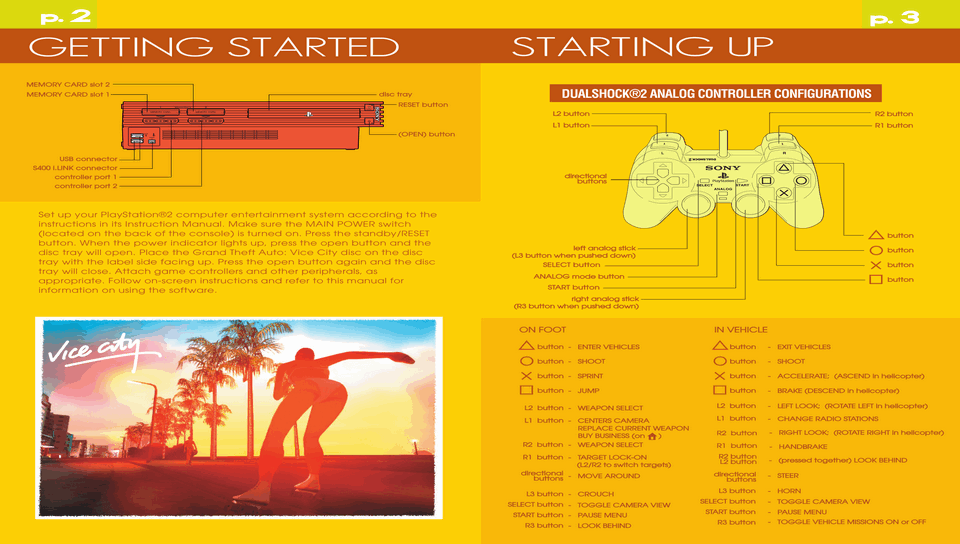 p. 2
GETTING STARTED
MEMORY CARD slot 2
MEMORY CARD slot 1
disc tray
RESET button
(OPEN) button
USB connector
S400 i.LINK connector
controller port 1
controller port 2
Set up your PlayStation®2 computer entertainment system according to the
instructions in its Instruction Manual. Make sure the MAIN POWER switch
(located on the back of the console) is turned on. Press the standby/RESET
button. When the power indicator lights up, press the open button and the
disc tray will open. Place the Grand Theft Auto: Vice City disc on the disc
tray with the label side facing up. Press the open button again and the disc
tray will close. Attach game controllers and other peripherals, as
appropriate. Follow on-screen instructions and refer to this manual for
information on using the software.
Vice City
p. 3
STARTING UP
DUALSHOCK®2 ANALOG CONTROLLER CONFIGURATIONS
L2 button
L1 button
R2 button
R1 button
SONY
PlayStation
SELECT
START
ANALOG
directional
buttons
button
button
button
button
left analog stick
(L3 button when pushed down)
SELECT button
ANALOG mode button
START button
right analog stick
(R3 button when pushed down)
ON FOOT
button - ENTER VEHICLES
button - SHOOT
button - SPRINT
button - JUMP
L2 button - WEAPON SELECT
L1 button - CENTERS CAMERA
REPLACE CURRENT WEAPON
BUY BUSINESS (on )
R2 button - WEAPON SELECT
R1 button - TARGET LOCK-ON
(L2/R2 to switch targets)
directional
buttons - MOVE AROUND
L3 button - CROUCH
SELECT button - TOGGLE CAMERA VIEW
START button - PAUSE MENU
R3 button - LOOK BEHIND
IN VEHICLE
button - EXIT VEHICLES
button - SHOOT
button - ACCELERATE; (ASCEND in helicopter)
button - BRAKE (DESCEND in helicopter)
L2 button - LEFT LOOK; (ROTATE LEFT in helicopter)
L1 button - CHANGE RADIO STATIONS
R2 button - RIGHT LOOK; (ROTATE RIGHT in helicopter)
R1 button - HANDBRAKE
R2 button
L2 button - (pressed together) LOOK BEHIND
directional
buttons - STEER
L3 button - HORN
SELECT button - TOGGLE CAMERA VIEW
START button - PAUSE MENU
R3 button - TOGGLE VEHICLE MISSIONS ON or OFF